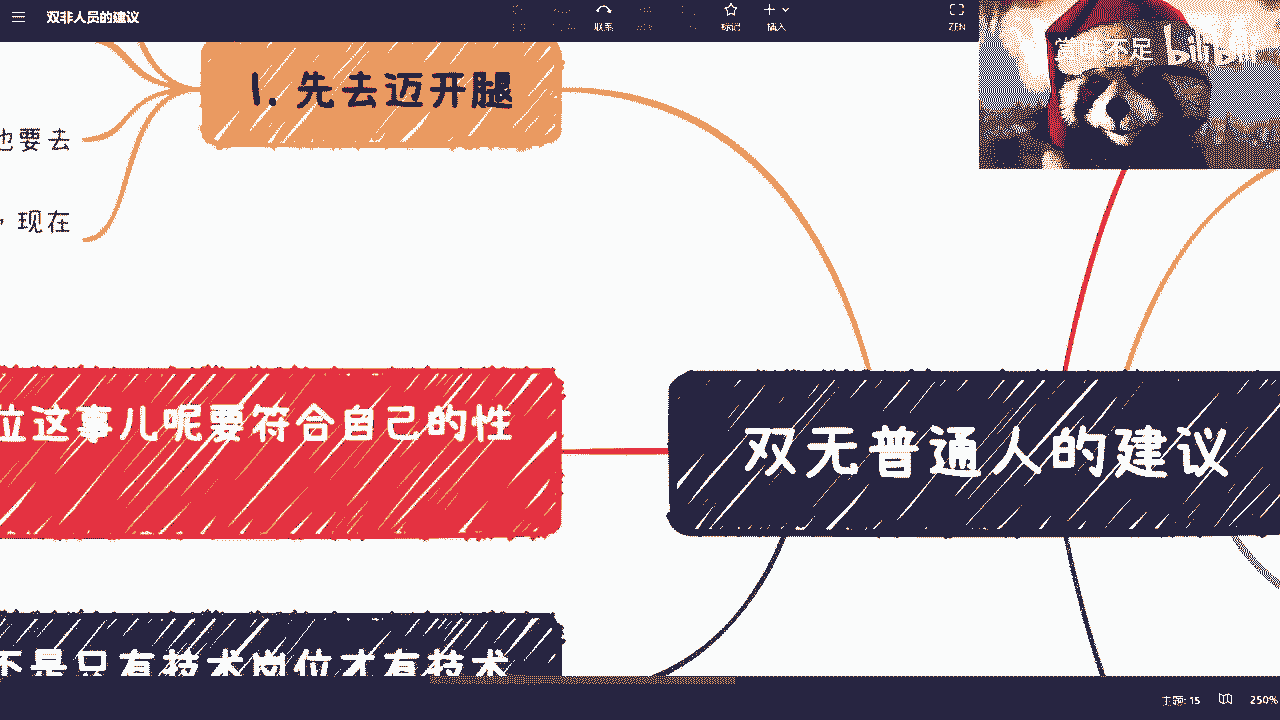 双非人员的建议
联系
标记
插入
ZEN
赏味不足 bilibili
1. 先去迈开腿
也要去
，现在
位这事儿呢要符合自己的性
双无普通人的建议
不是只有技术岗位才有技术
主题: 15
250%